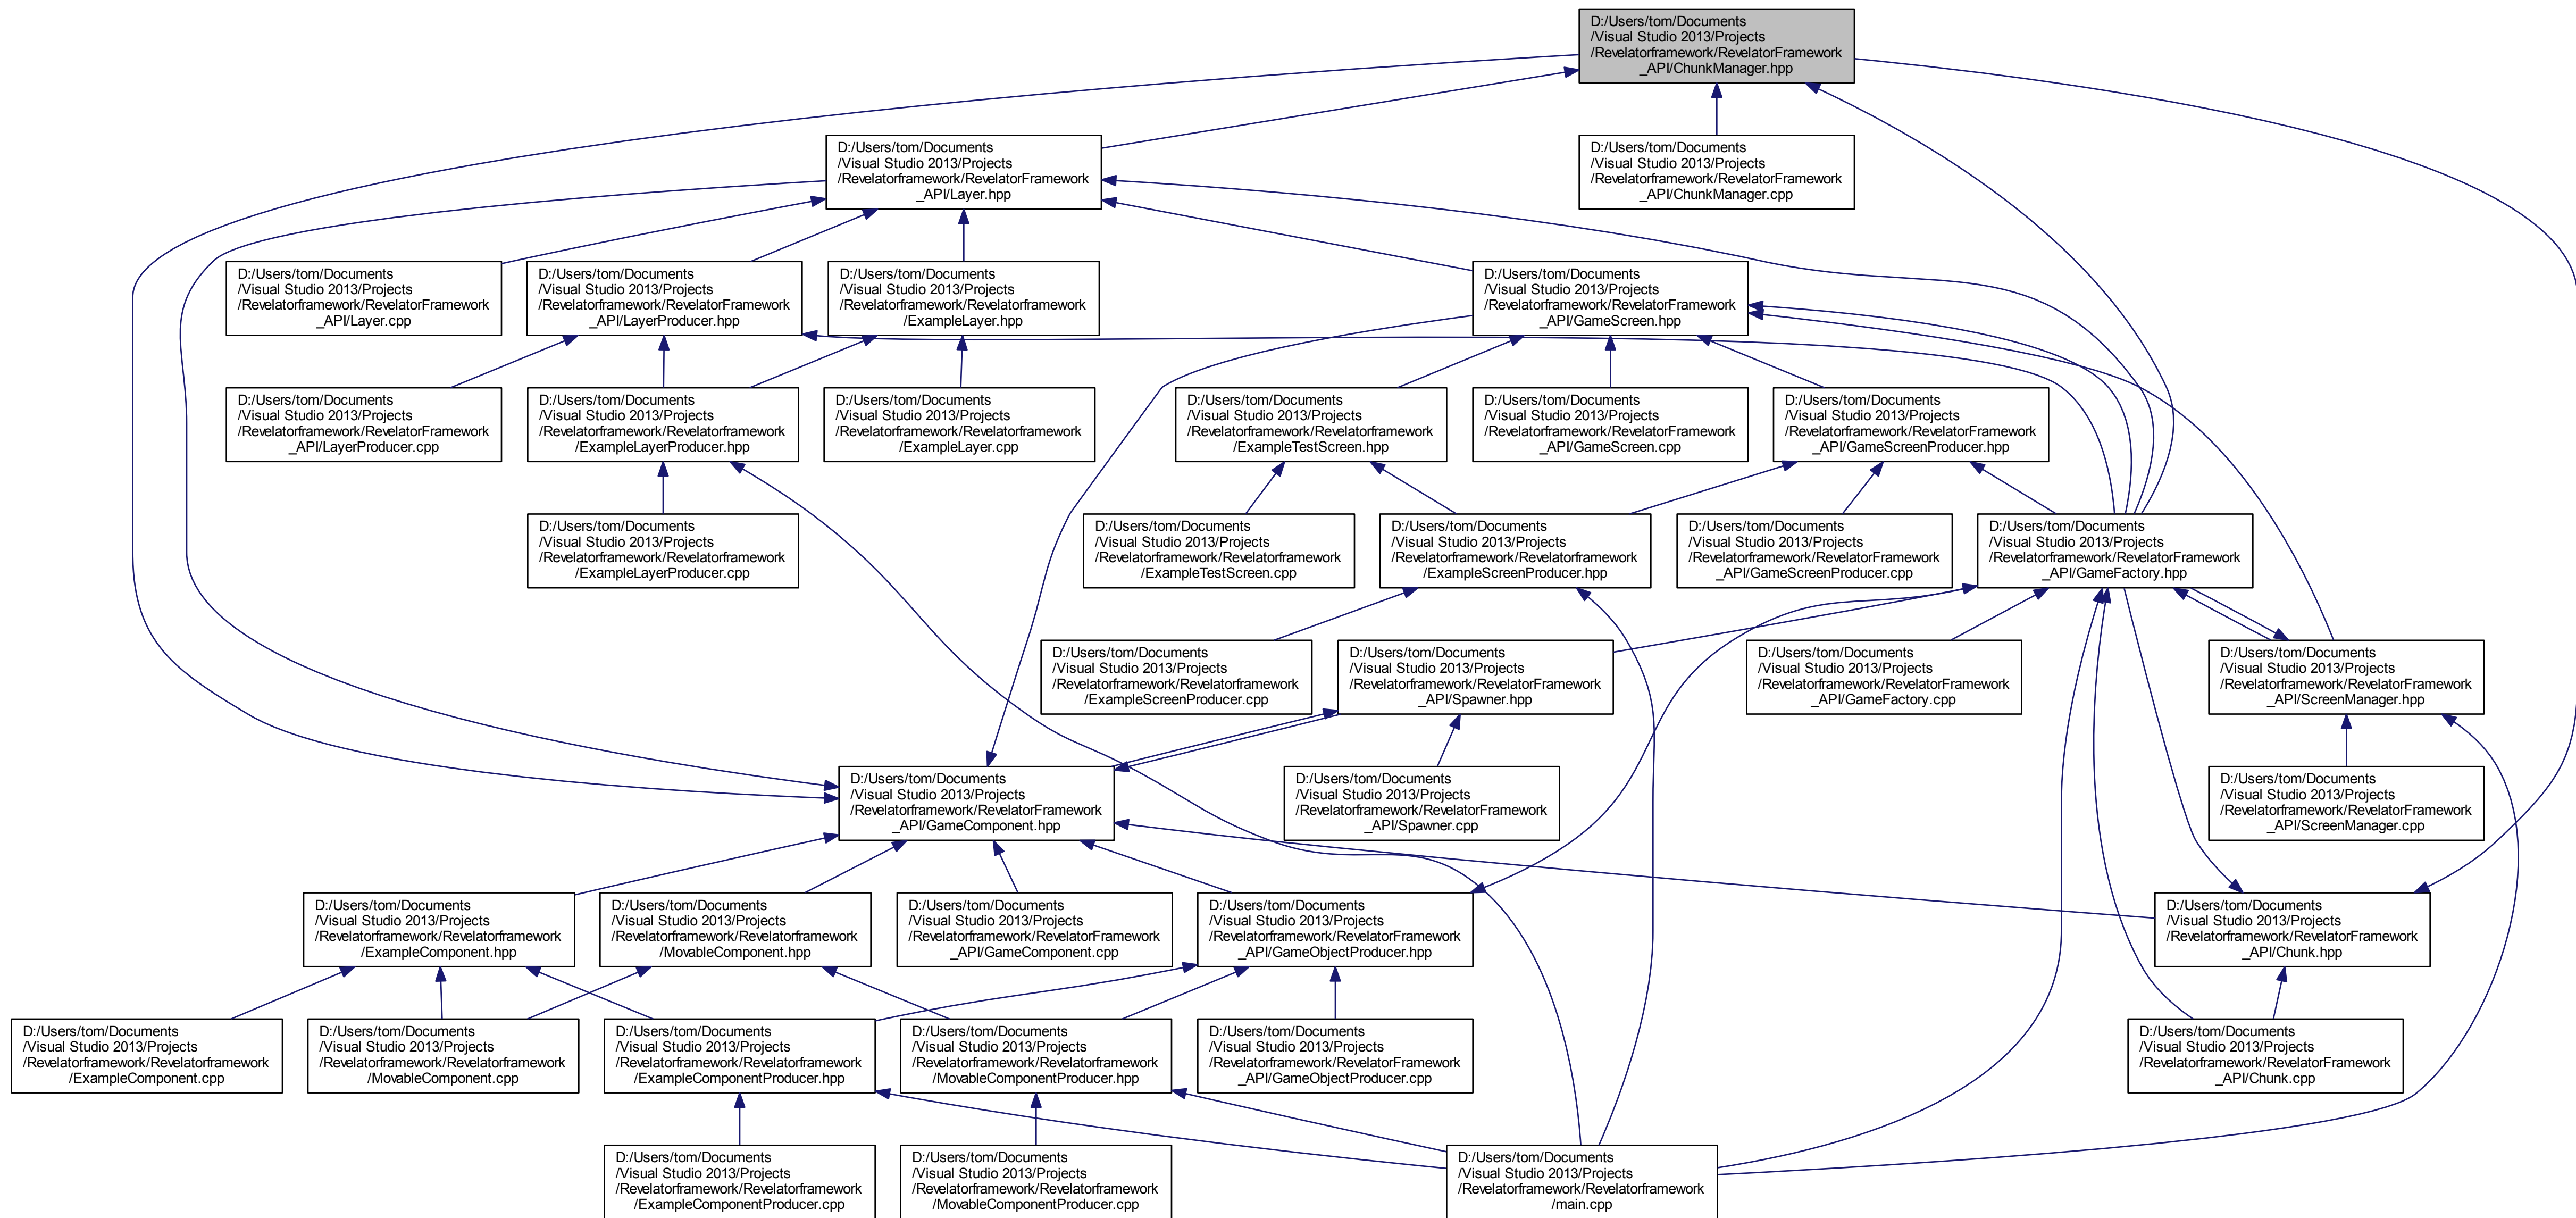 D:/Users/tom/Documents
/Visual Studio 2013/Projects
/Revelatorframework/RevelatorFramework
_API/ChunkManager.hpp
D:/Users/tom/Documents
/Visual Studio 2013/Projects
/Revelatorframework/RevelatorFramework
_API/Layer.hpp
D:/Users/tom/Documents
/Visual Studio 2013/Projects
/Revelatorframework/RevelatorFramework
_API/ChunkManager.cpp
D:/Users/tom/Documents
/Visual Studio 2013/Projects
/Revelatorframework/RevelatorFramework
_API/Layer.cpp
D:/Users/tom/Documents
/Visual Studio 2013/Projects
/Revelatorframework/RevelatorFramework
_API/LayerProducer.hpp
D:/Users/tom/Documents
/Visual Studio 2013/Projects
/Revelatorframework/Revelatorframework
/ExampleLayer.hpp
D:/Users/tom/Documents
/Visual Studio 2013/Projects
/Revelatorframework/RevelatorFramework
_API/GameScreen.hpp
D:/Users/tom/Documents
/Visual Studio 2013/Projects
/Revelatorframework/RevelatorFramework
_API/LayerProducer.cpp
D:/Users/tom/Documents
/Visual Studio 2013/Projects
/Revelatorframework/Revelatorframework
/ExampleLayerProducer.hpp
D:/Users/tom/Documents
/Visual Studio 2013/Projects
/Revelatorframework/Revelatorframework
/ExampleLayer.cpp
D:/Users/tom/Documents
/Visual Studio 2013/Projects
/Revelatorframework/Revelatorframework
/ExampleTestScreen.hpp
D:/Users/tom/Documents
/Visual Studio 2013/Projects
/Revelatorframework/RevelatorFramework
_API/GameScreen.cpp
D:/Users/tom/Documents
/Visual Studio 2013/Projects
/Revelatorframework/RevelatorFramework
_API/GameScreenProducer.hpp
D:/Users/tom/Documents
/Visual Studio 2013/Projects
/Revelatorframework/Revelatorframework
/ExampleLayerProducer.cpp
D:/Users/tom/Documents
/Visual Studio 2013/Projects
/Revelatorframework/Revelatorframework
/ExampleTestScreen.cpp
D:/Users/tom/Documents
/Visual Studio 2013/Projects
/Revelatorframework/Revelatorframework
/ExampleScreenProducer.hpp
D:/Users/tom/Documents
/Visual Studio 2013/Projects
/Revelatorframework/RevelatorFramework
_API/GameScreenProducer.cpp
D:/Users/tom/Documents
/Visual Studio 2013/Projects
/Revelatorframework/RevelatorFramework
_API/GameFactory.hpp
D:/Users/tom/Documents
/Visual Studio 2013/Projects
/Revelatorframework/Revelatorframework
/ExampleScreenProducer.cpp
D:/Users/tom/Documents
/Visual Studio 2013/Projects
/Revelatorframework/RevelatorFramework
_API/Spawner.hpp
D:/Users/tom/Documents
/Visual Studio 2013/Projects
/Revelatorframework/RevelatorFramework
_API/GameFactory.cpp
D:/Users/tom/Documents
/Visual Studio 2013/Projects
/Revelatorframework/RevelatorFramework
_API/ScreenManager.hpp
D:/Users/tom/Documents
/Visual Studio 2013/Projects
/Revelatorframework/RevelatorFramework
_API/GameComponent.hpp
D:/Users/tom/Documents
/Visual Studio 2013/Projects
/Revelatorframework/RevelatorFramework
_API/Spawner.cpp
D:/Users/tom/Documents
/Visual Studio 2013/Projects
/Revelatorframework/RevelatorFramework
_API/ScreenManager.cpp
D:/Users/tom/Documents
/Visual Studio 2013/Projects
/Revelatorframework/Revelatorframework
/ExampleComponent.hpp
D:/Users/tom/Documents
/Visual Studio 2013/Projects
/Revelatorframework/Revelatorframework
/MovableComponent.hpp
D:/Users/tom/Documents
/Visual Studio 2013/Projects
/Revelatorframework/RevelatorFramework
_API/GameComponent.cpp
D:/Users/tom/Documents
/Visual Studio 2013/Projects
/Revelatorframework/RevelatorFramework
_API/GameObjectProducer.hpp
D:/Users/tom/Documents
/Visual Studio 2013/Projects
/Revelatorframework/RevelatorFramework
_API/Chunk.hpp
D:/Users/tom/Documents
/Visual Studio 2013/Projects
/Revelatorframework/Revelatorframework
/ExampleComponent.cpp
D:/Users/tom/Documents
/Visual Studio 2013/Projects
/Revelatorframework/Revelatorframework
/MovableComponent.cpp
D:/Users/tom/Documents
/Visual Studio 2013/Projects
/Revelatorframework/Revelatorframework
/ExampleComponentProducer.hpp
D:/Users/tom/Documents
/Visual Studio 2013/Projects
/Revelatorframework/Revelatorframework
/MovableComponentProducer.hpp
D:/Users/tom/Documents
/Visual Studio 2013/Projects
/Revelatorframework/RevelatorFramework
_API/GameObjectProducer.cpp
D:/Users/tom/Documents
/Visual Studio 2013/Projects
/Revelatorframework/RevelatorFramework
_API/Chunk.cpp
D:/Users/tom/Documents
/Visual Studio 2013/Projects
/Revelatorframework/Revelatorframework
/ExampleComponentProducer.cpp
D:/Users/tom/Documents
/Visual Studio 2013/Projects
/Revelatorframework/Revelatorframework
/MovableComponentProducer.cpp
D:/Users/tom/Documents
/Visual Studio 2013/Projects
/Revelatorframework/Revelatorframework
/main.cpp